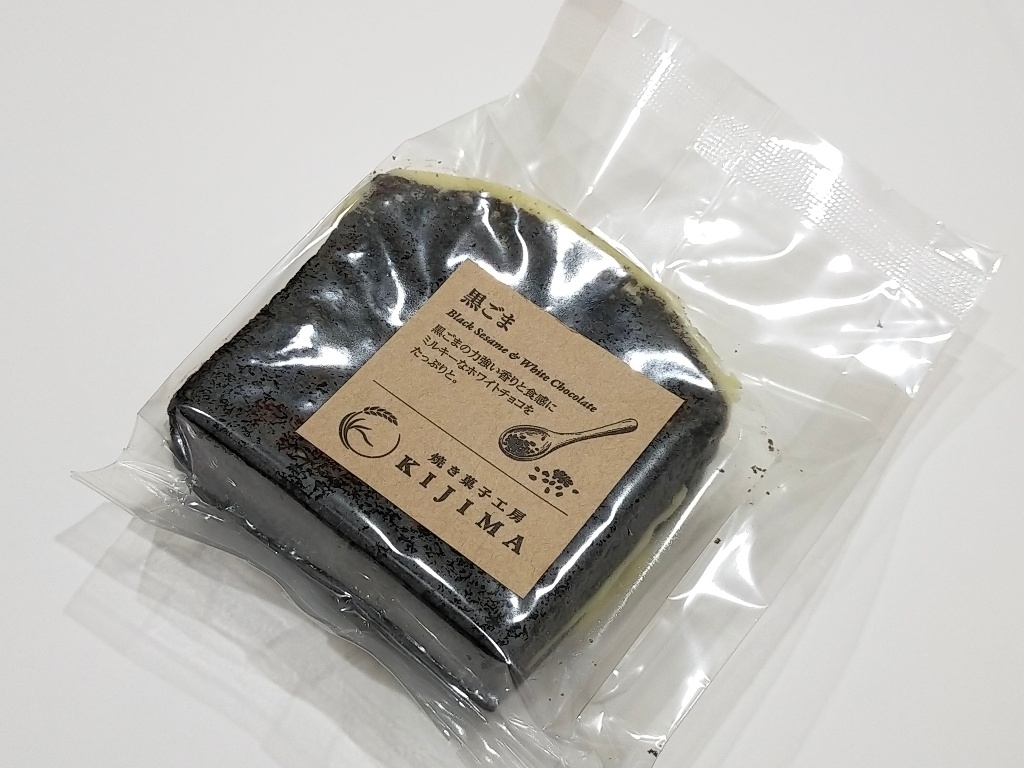 黒ごま
Black Sesame & White Chocolate
黒ごまの力強い香りと食感に
ミルキーなホワイトチョコを
たっぷりと。
焼き菓子工房
KIJIMA